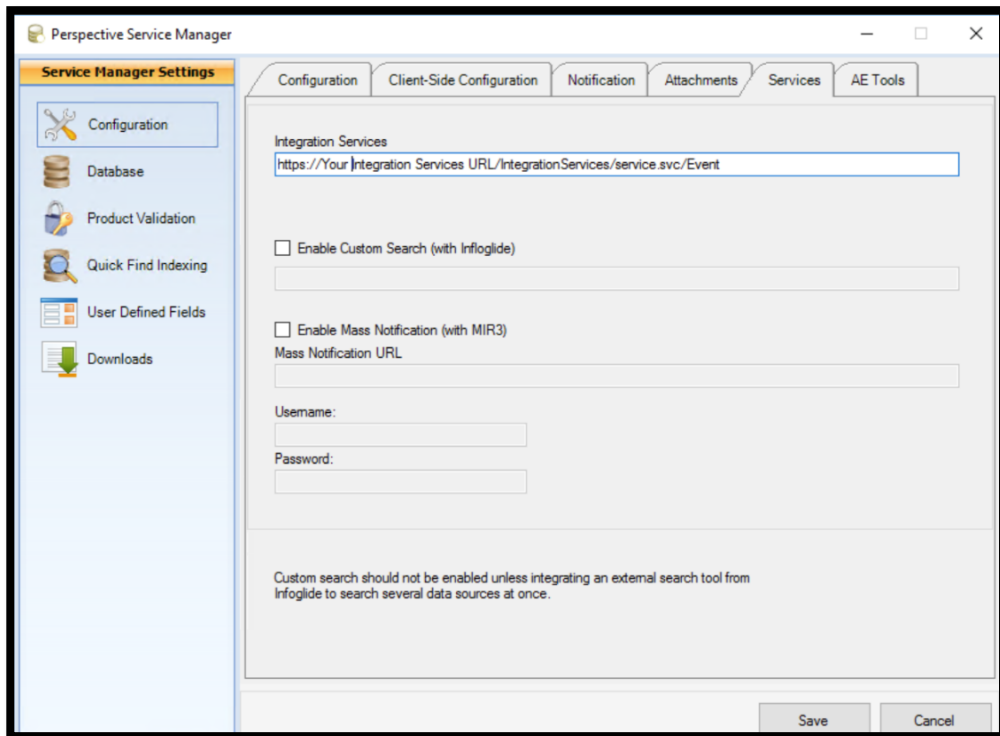 Perspective Service Manager
Service Manager Settings
Configuration
Database
Product Validation
Quick Find Indexing
User Defined Fields
Downloads
Configuration
Client-Side Configuration
Notification
Attachments
Services
AE Tools
Integration Services
https://Your Integration Services URL/IntegrationServices/service.svc/Event
Enable Custom Search (with Infloglide)
Enable Mass Notification (with MIR3)
Mass Notification URL
Username:
Password:
Custom search should not be enabled unless integrating an external search tool from
Infoglide to search several data sources at once.
Save
Cancel